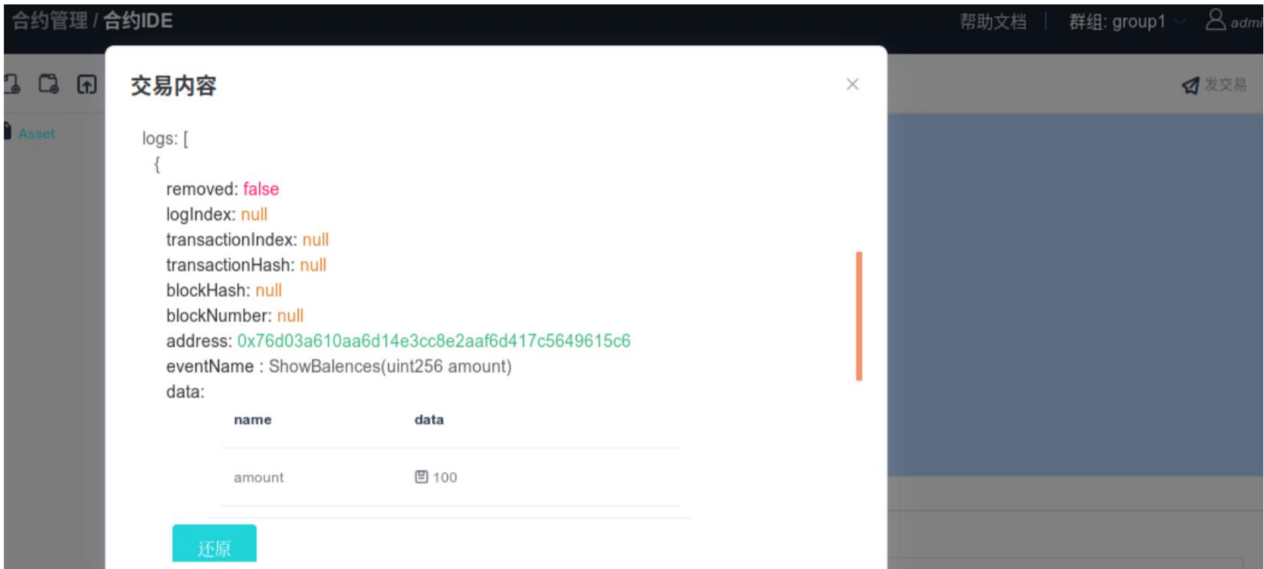 合约管理 / 合约IDE
帮助文档
群组: group1
admi
交易内容
发交易
Asset
logs: [
{
removed: false
logIndex: null
transactionIndex: null
transactionHash: null
blockHash: null
blockNumber: null
address: 0x76d03a610aa6d14e3cc8e2aaf6d417c5649615c6
eventName : ShowBalences(uint256 amount)
data:
name data
amount 100
还原